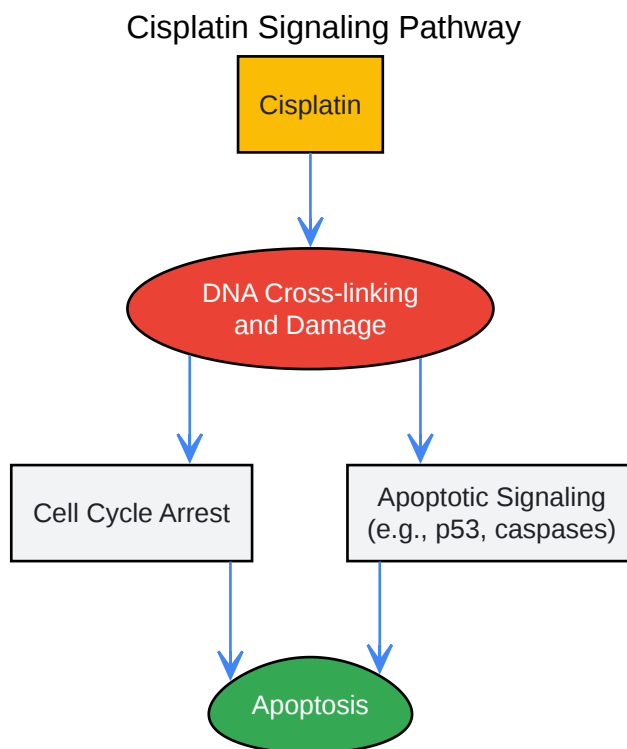 Cisplatin Signaling Pathway
Cisplatin
DNA Cross-linking
and Damage
Cell Cycle Arrest
Apoptotic Signaling
(e.g., p53, caspases)
Apoptosis